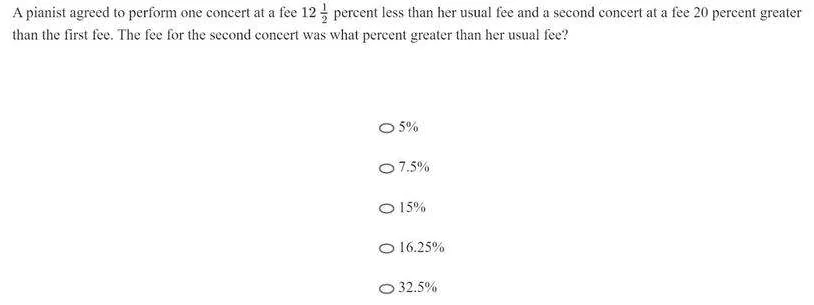 A pianist agreed to perform one concert at a fee 12 1/2 percent less than her usual fee and a second concert at a fee 20 percent greater
than the first fee. The fee for the second concert was what percent greater than her usual fee?
5%
7.5%
15%
16.25%
32.5%